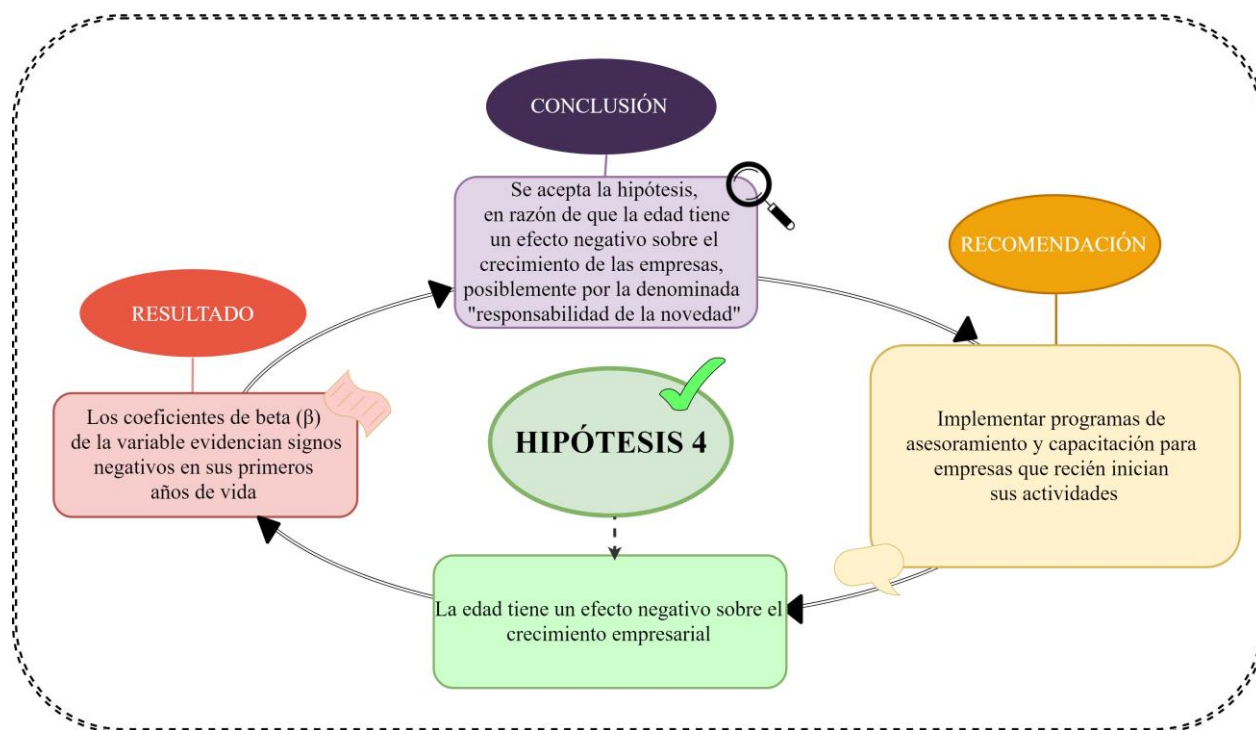 CONCLUSIÓN
Se acepta la hipótesis,
en razón de que la edad tiene
un efecto negativo sobre el
crecimiento de las empresas,
posiblemente por la denominada
"responsabilidad de la novedad"
RECOMENDACIÓN
Implementar programas de
asesoramiento y capacitación para
empresas que recién inician
sus actividades
RESULTADO
Los coeficientes de beta (β)
de la variable evidencian signos
negativos en sus primeros
años de vida
HIPÓTESIS 4
La edad tiene un efecto negativo sobre el
crecimiento empresarial